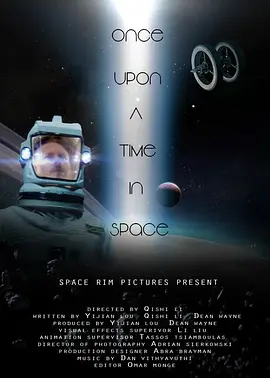 once
upon
a
time
in
space
SPACE RIM PICTURES PRESENT
DIRECTED BY QISHI LI
WRITTEN BY YIJIAN LOU QISHI LI DEAN WAYNE
PRODUCED BY YIJIAN LOU DEAN WAYNE
VISUAL EFFECTS SUPERIVOR LI LIU
ANIMATION SUPERVISOR TASSOS TSIAMBOULAS
DIRECTOR OF PHOTOGRAPHY ADRIAN SIERKOWSKI
PRODUCTION DESIGNER ABRA BRAYMAN
MUSIC BY DAN VITHYAVUTHI
EDITOR OMAR MONGE